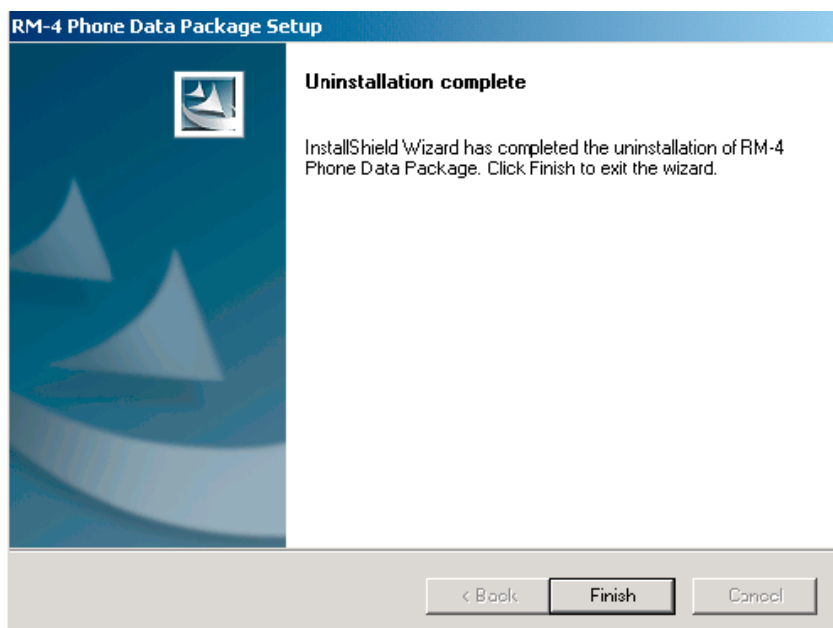 RM-4 Phone Data Package Setup
Uninstallation complete
InstallShield Wizard has completed the uninstallation of RM-4
Phone Data Package. Click Finish to exit the wizard.
< Back
Finish
Cancel